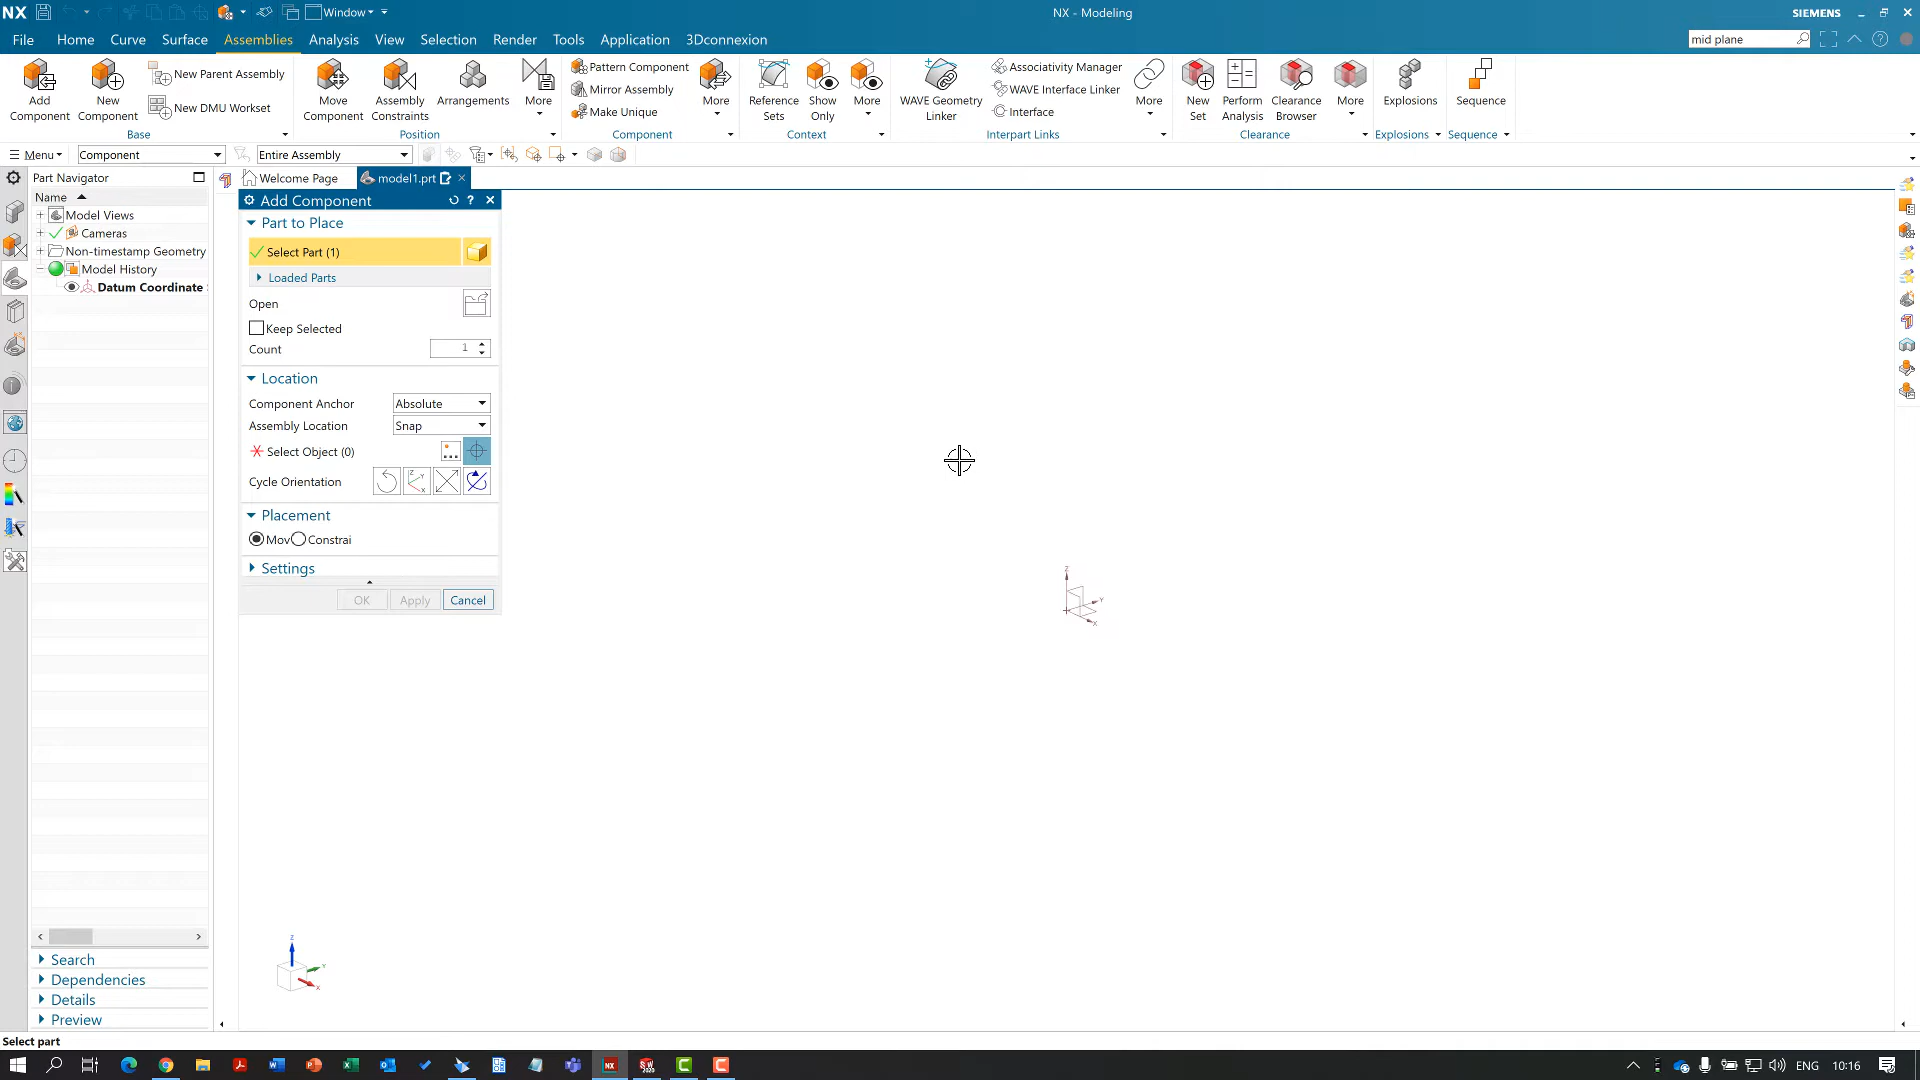 NX
Window
NX - Modeling
SIEMENS
File Home Curve Surface Assemblies Analysis View Selection Render Tools Application 3Dconnexion
mid plane
Add Component
New Component
New Parent Assembly
New DMU Workset
Base
Move Component
Assembly Constraints
Arrangements
More
Position
Pattern Component
Mirror Assembly
Make Unique
More
Component
Reference Sets
Show Only
More
Context
WAVE Geometry Linker
Associativity Manager
WAVE Interface Linker
Interface
More
Interpart Links
New Set
Perform Analysis
Clearance Browser
More
Clearance
Explosions
Explosions
Sequence
Sequence
Menu
Component
Entire Assembly
Part Navigator
Welcome Page
model1.prt
Name
Model Views
Cameras
Non-timestamp Geometry
Model History
Datum Coordinate
Add Component
Part to Place
Select Part (1)
Loaded Parts
Open
Keep Selected
Count 1
Location
Component Anchor Absolute
Assembly Location Snap
Select Object (0)
Cycle Orientation
Placement
Mov Constrai
Settings
OK Apply Cancel
Z
Y
X
Z
Y
X
Search
Dependencies
Details
Preview
Select part
ENG 10:16